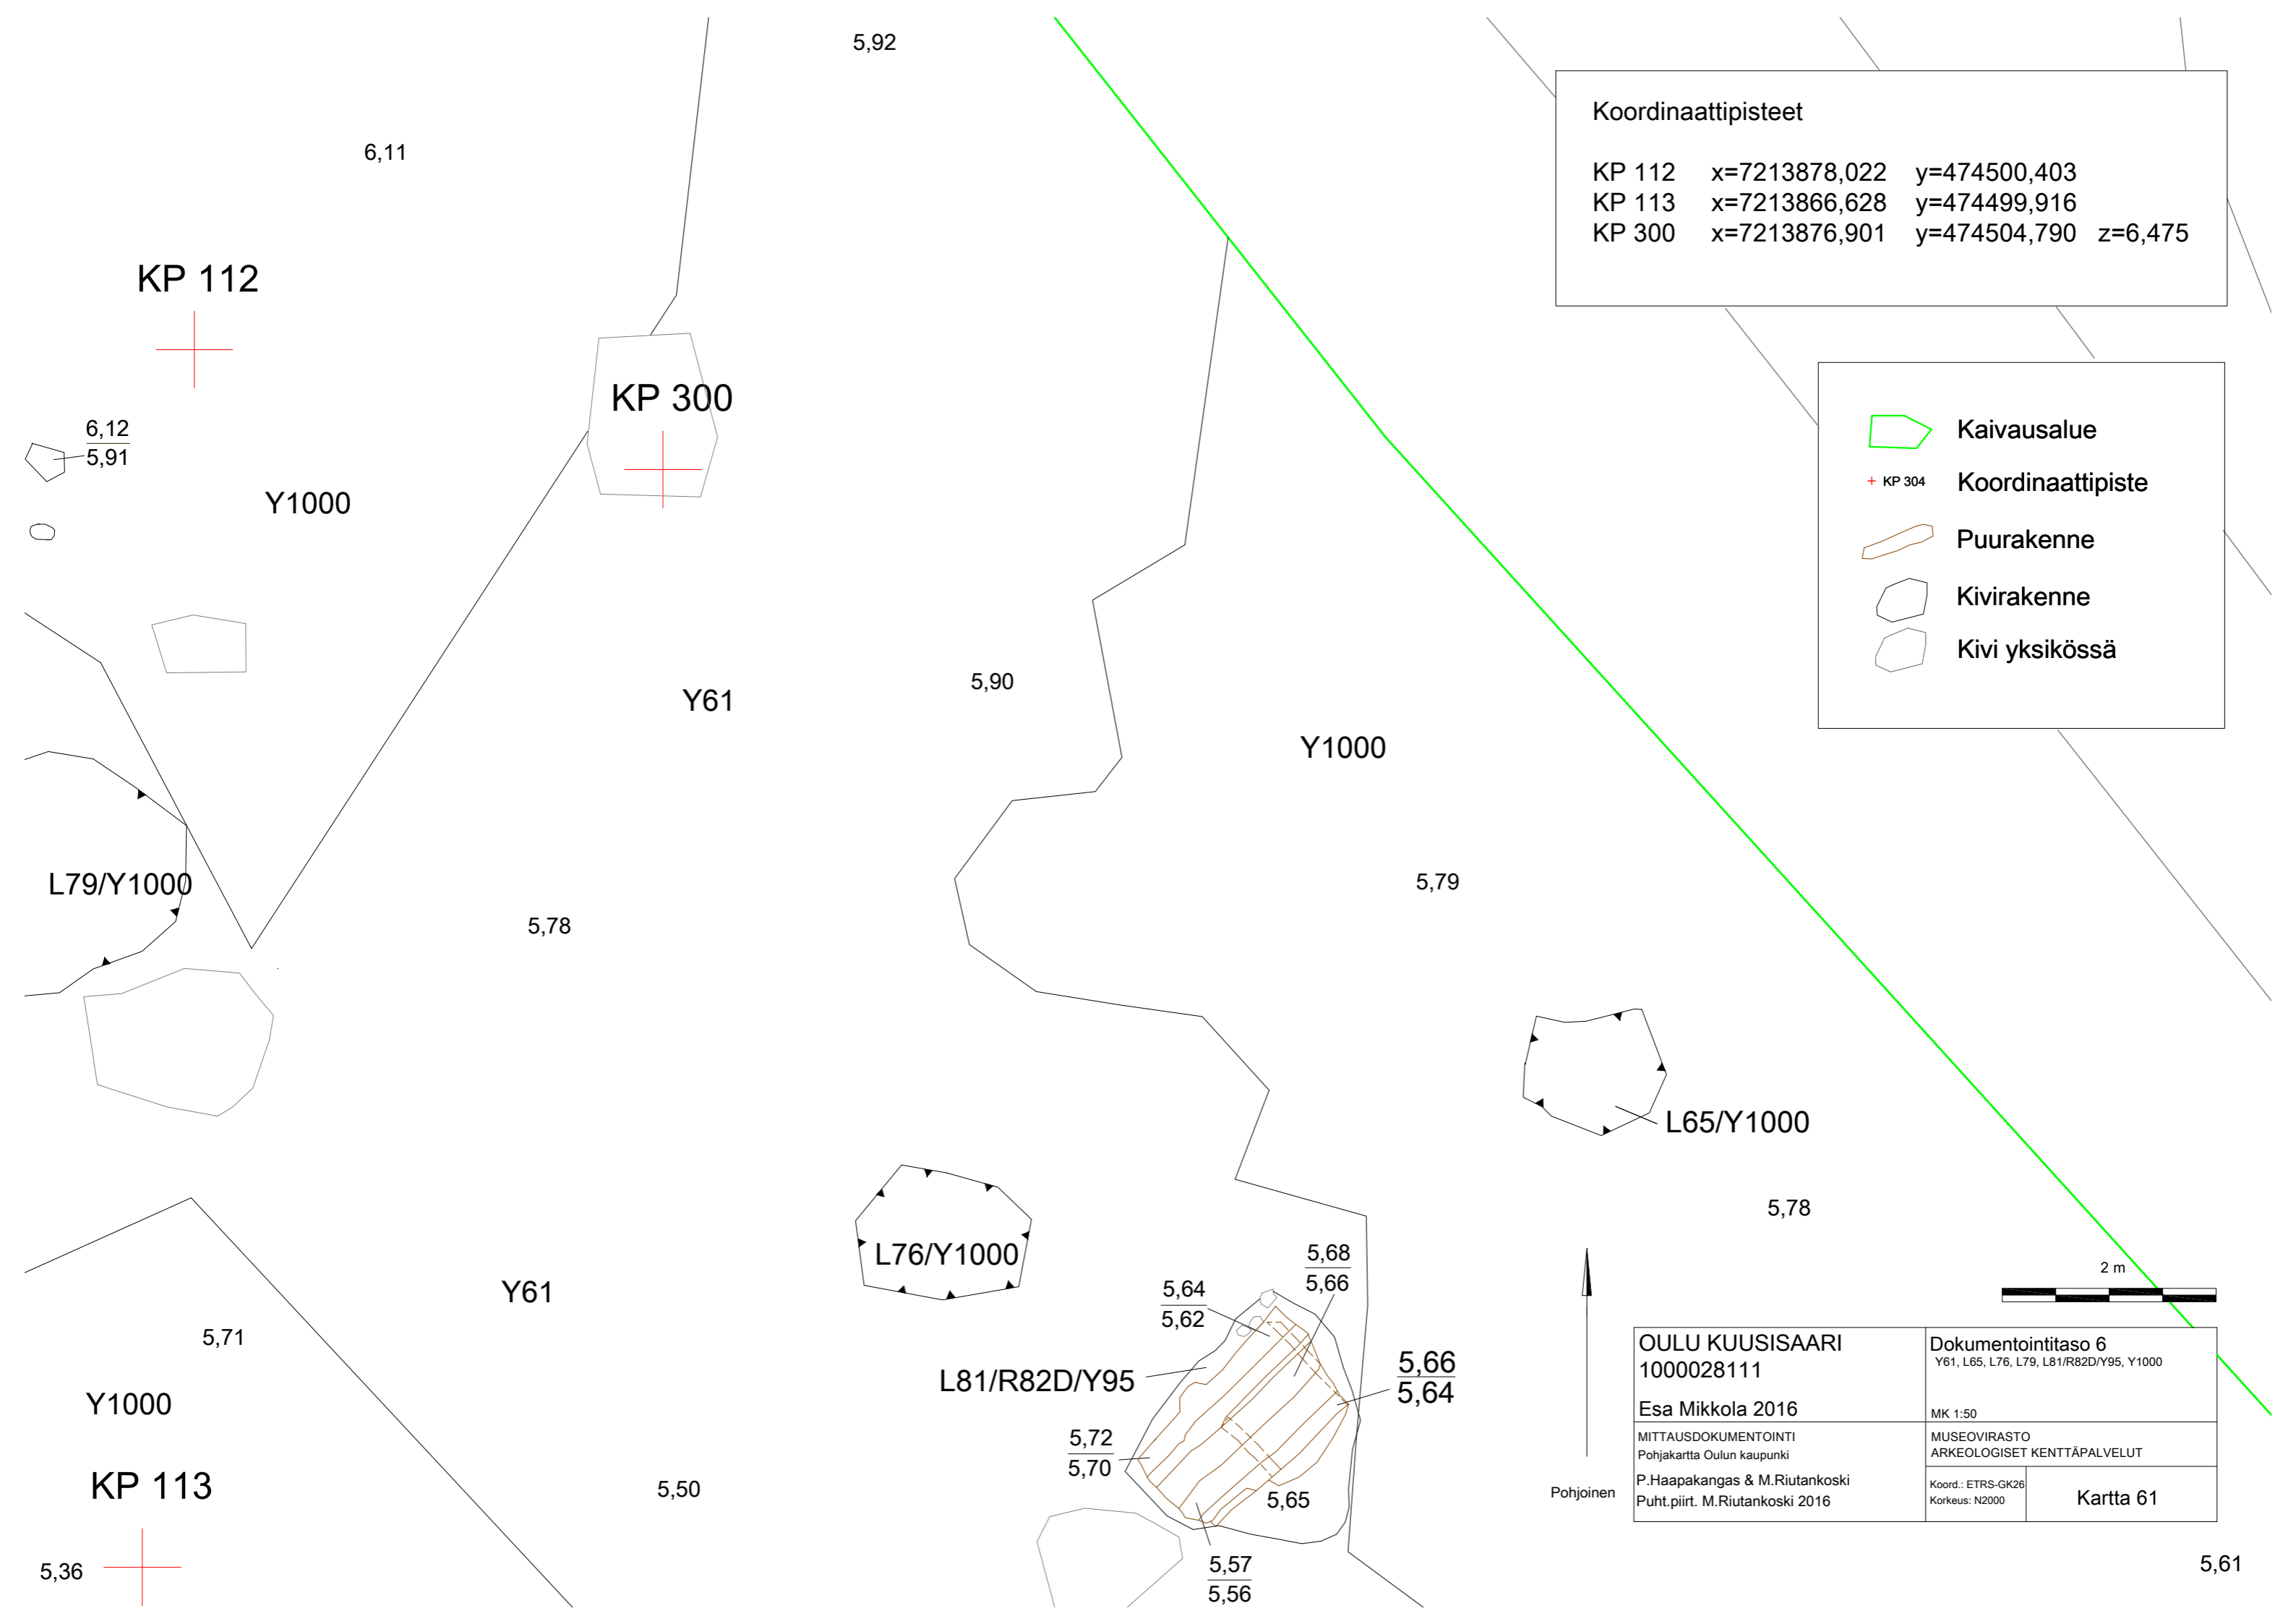 5,92
6,11
Koordinaattipisteet
KP 112 x=7213878,022 y=474500,403
KP 113 x=7213866,628 y=474499,916
KP 300 x=7213876,901 y=474504,790 z=6,475
KP 112
KP 300
6,12
5,91
Y1000
Kaivausalue
KP 304 Koordinaattipiste
Puurakenne
Kivirakenne
Kivi yksikössä
5,90
Y61
Y1000
5,79
L79/Y1000
5,78
L65/Y1000
5,78
L76/Y1000
5,68
5,66
5,64
5,62
Y61
2 m
5,71
L81/R82D/Y95
5,66
5,64
Y1000
5,72
5,70
KP 113
5,50
5,65
5,36
5,57
5,56
Pohjoinen
OULU KUUSISAARI
1000028111
Esa Mikkola 2016
Dokumentointitaso 6
Y61, L65, L76, L79, L81/R82D/Y95, Y1000
MK 1:50
MITTAUSDOKUMENTOINTI
Pohjakartta Oulun kaupunki
P.Haapakangas & M.Riutankoski
Puht.piirt. M.Riutankoski 2016
MUSEOVIRASTO
ARKEOLOGISET KENTTÄPALVELUT
Koord.: ETRS-GK26
Korkeus: N2000
Kartta 61
5,61